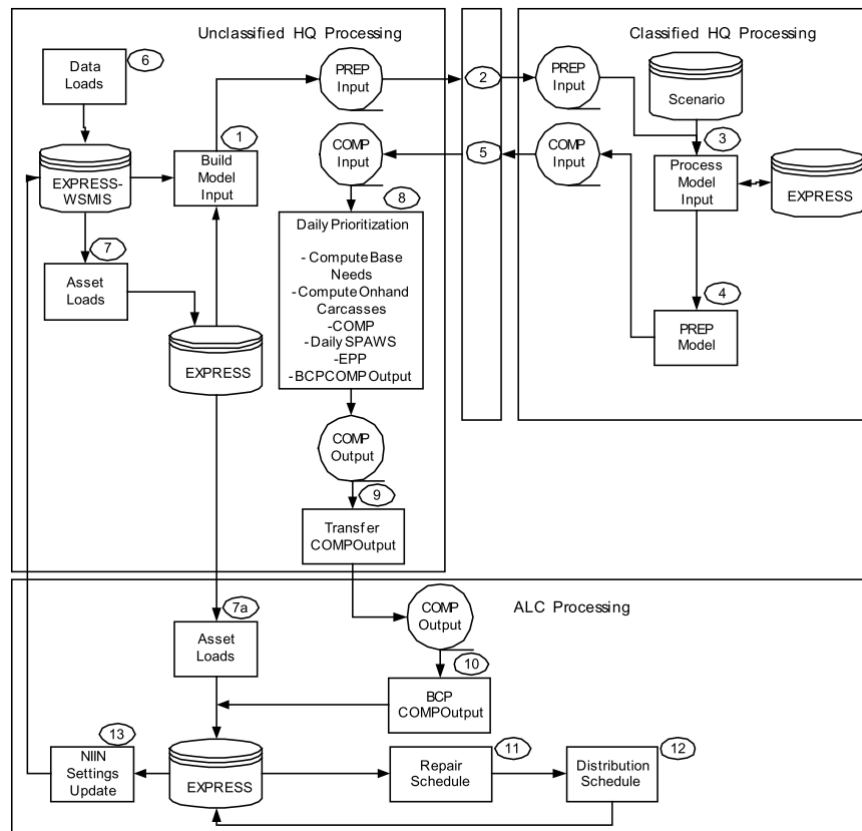 Unclassified HQ Processing
6
Data
Loads
EXPRESS-
WSMIS
7
Asset
Loads
EXPRESS
1
Build
Model
Input
PREP
Input
COMP
Input
8
Daily Prioritization
- Compute Base
Needs
- Compute Onhand
Carcasses
-COMP
-Daily SPAWS
-EPP
-BCPCOMP Output
COMP
Output
9
Transfer
COMPOutput
2
5
Classified HQ Processing
PREP
Input
COMP
Input
Scenario
3
Process
Model
Input
EXPRESS
4
PREP
Model
ALC Processing
7a
Asset
Loads
COMP
Output
10
BCP
COMPOutput
13
NIIN
Settings
Update
EXPRESS
11
Repair
Schedule
12
Distribution
Schedule